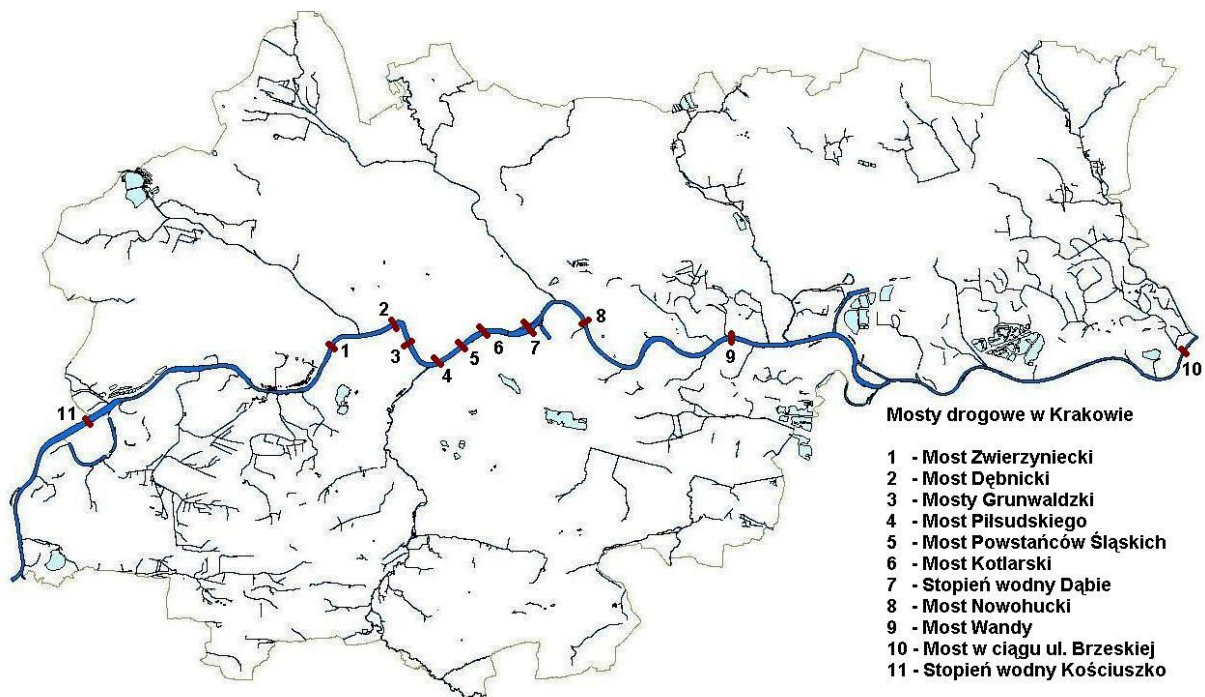 2
8
1
3
6
5
7
9
4
10
11
Mosty drogowe w Krakowie
1 - Most Zwierzyniecki
2 - Most Dębnicki
3 - Mosty Grunwaldzki
4 - Most Piłsudskiego
5 - Most Powstańców Śląskich
6 - Most Kotlarski
7 - Stopień wodny Dąbie
8 - Most Nowohucki
9 - Most Wandy
10 - Most w ciągu ul. Brzeskiej
11 - Stopień wodny Kościuszko